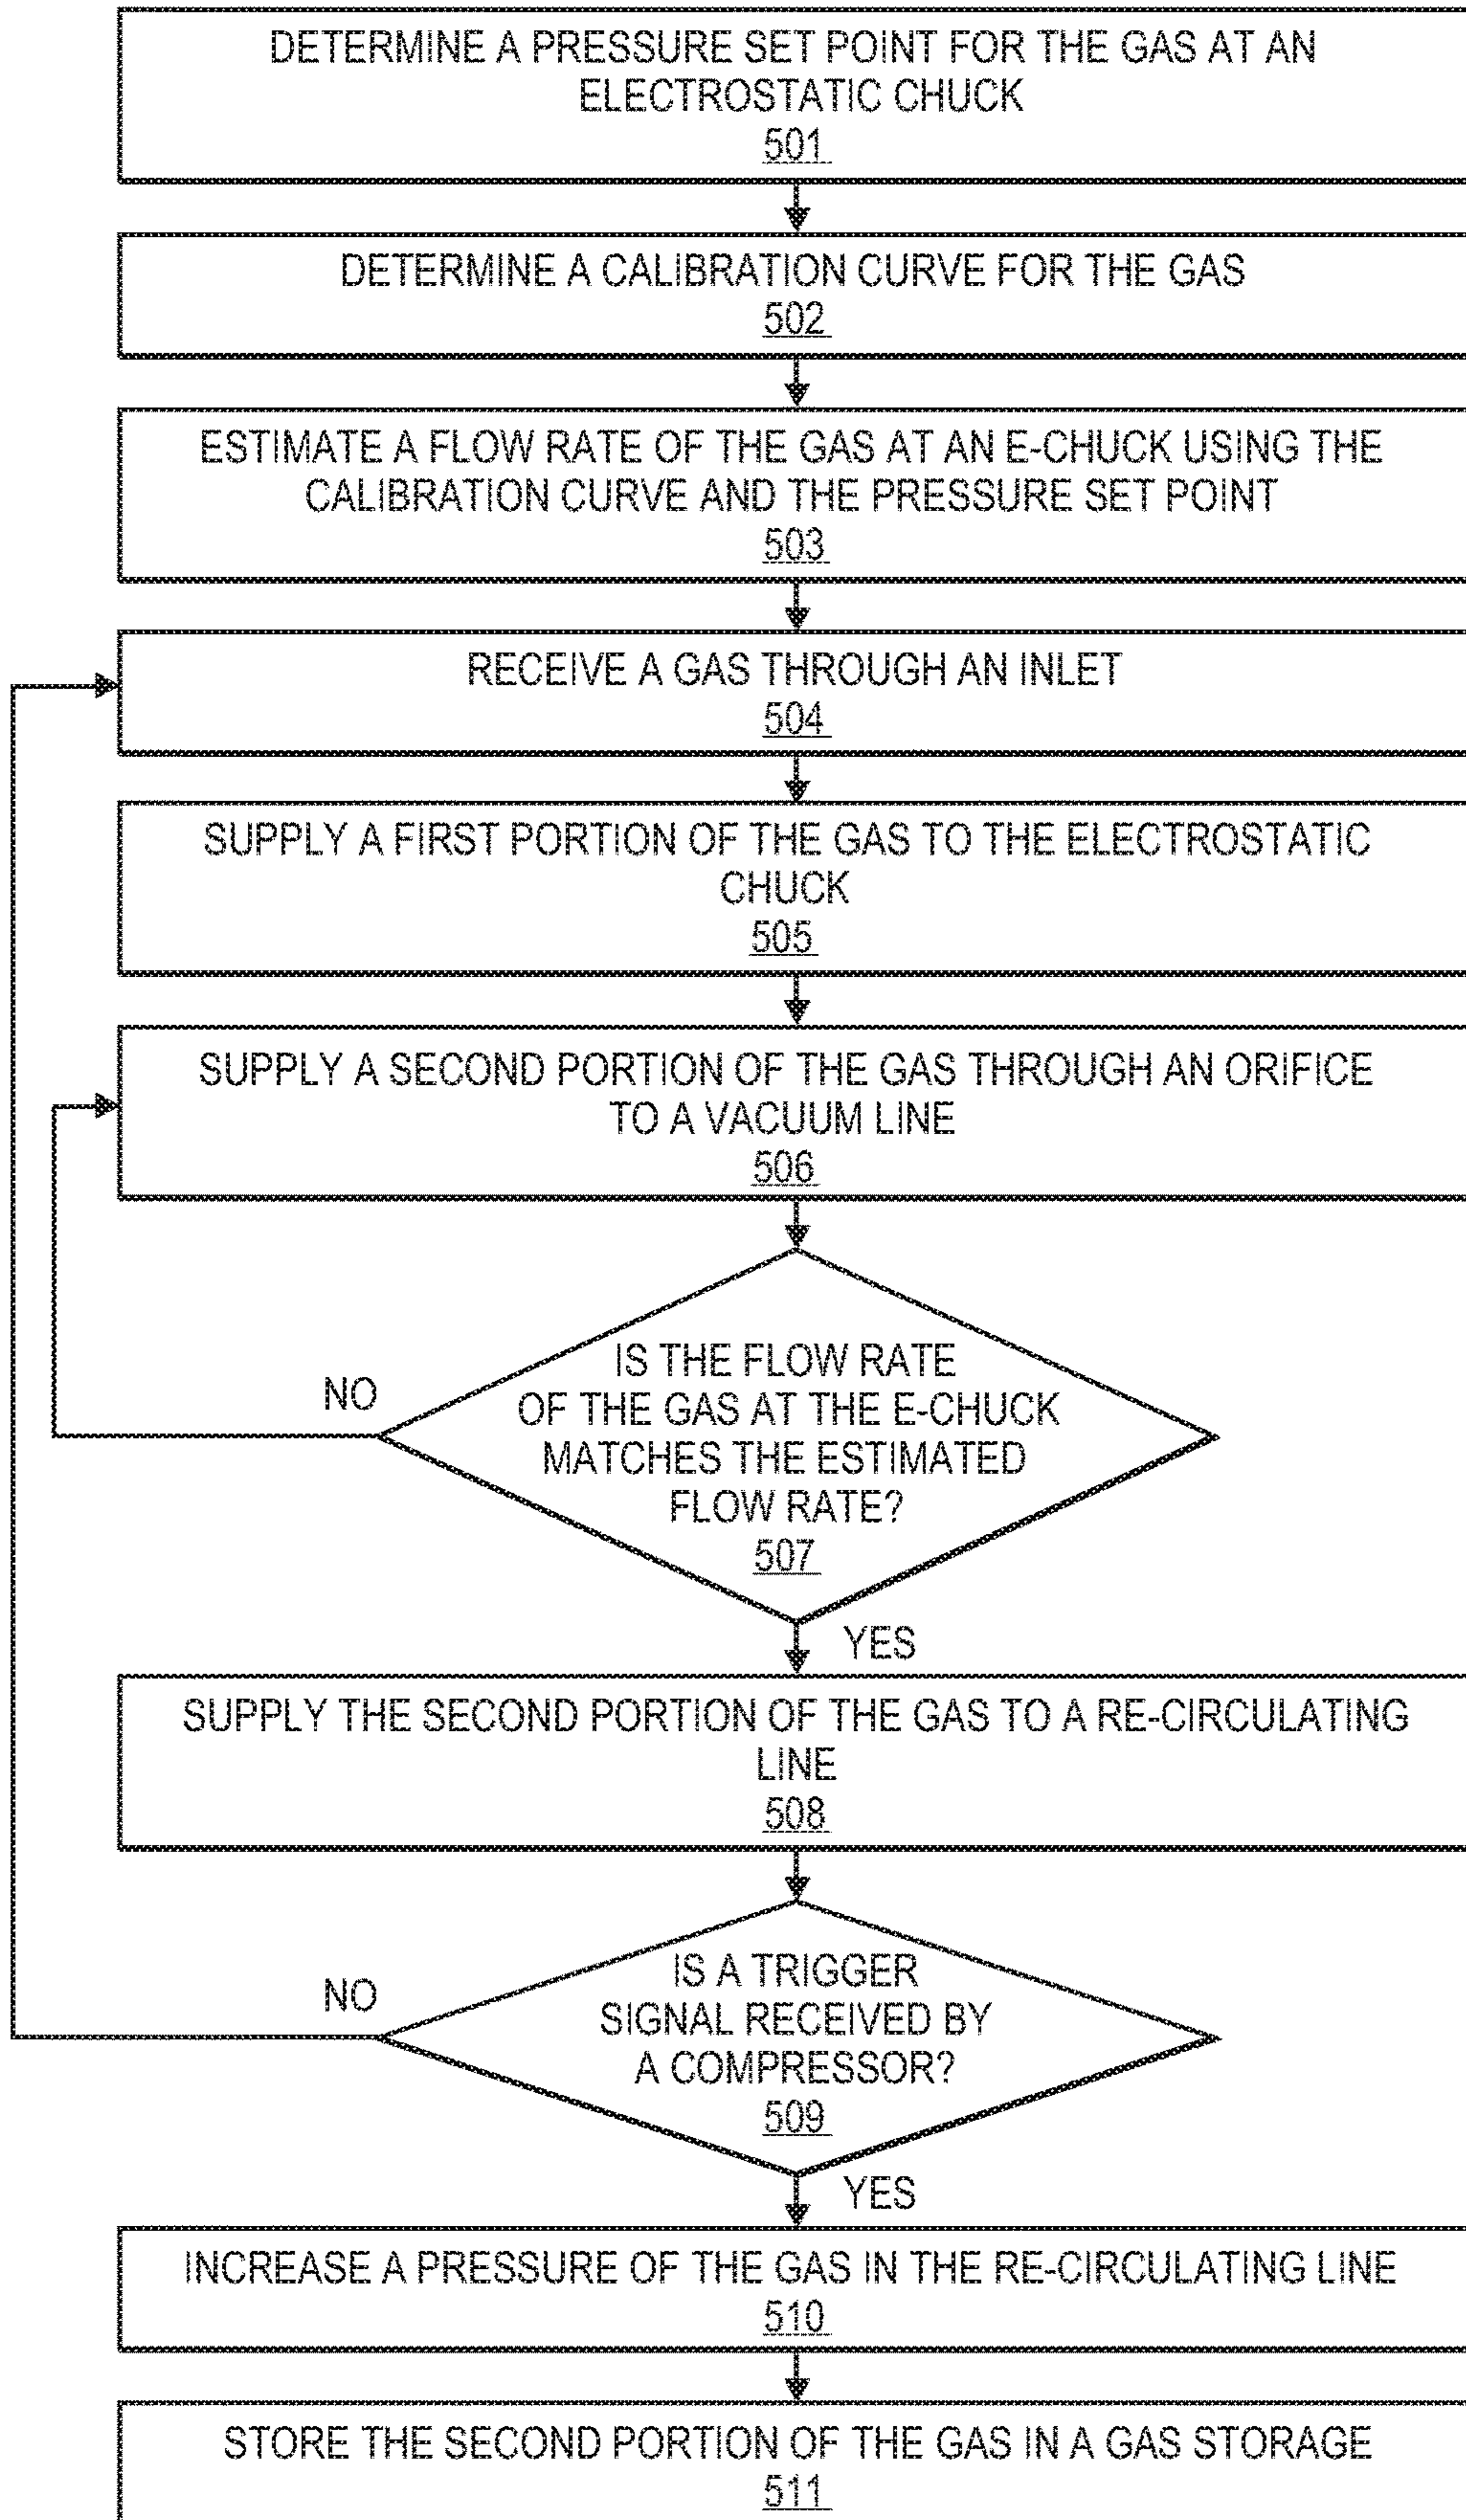 DETERMINE A PRESSURE SET POINT FOR THE GAS AT AN
ELECTROSTATIC CHUCK
501
DETERMINE A CALIBRATION CURVE FOR THE GAS
502
ESTIMATE A FLOW RATE OF THE GAS AT AN E-CHUCK USING THE
CALIBRATION CURVE AND THE PRESSURE SET POINT
503
RECEIVE A GAS THROUGH AN INLET
504
SUPPLY A FIRST PORTION OF THE GAS TO THE ELECTROSTATIC
CHUCK
505
SUPPLY A SECOND PORTION OF THE GAS THROUGH AN ORIFICE
TO A VACUUM LINE
506
IS THE FLOW RATE
OF THE GAS AT THE E-CHUCK
MATCHES THE ESTIMATED
FLOW RATE?
507
NO
YES
SUPPLY THE SECOND PORTION OF THE GAS TO A RE-CIRCULATING
LINE
508
IS A TRIGGER
SIGNAL RECEIVED BY
A COMPRESSOR?
509
NO
YES
INCREASE A PRESSURE OF THE GAS IN THE RE-CIRCULATING LINE
510
STORE THE SECOND PORTION OF THE GAS IN A GAS STORAGE
511